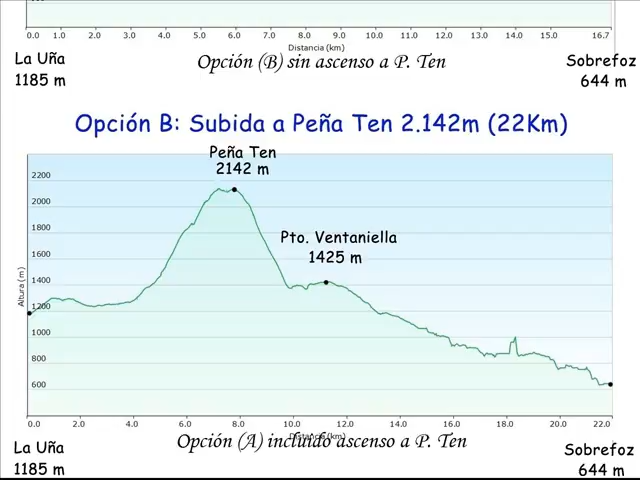 0.0 1.0 2.0 3.0 4.0 5.0 6.0 7.0 8.0 9.0 10.0 11.0 12.0 13.0 14.0 15.0 16.7
Distancia (km)
La Uña
1185 m
Opción (B) sin ascenso a P. Ten
Sobrefoz
644 m
Opción B: Subida a Peña Ten 2.142m (22Km)
Peña Ten
2142 m
Pto. Ventaniella
1425 m
Altura (m)
2200
2000
1800
1600
1400
1200
1000
800
600
0.0 2.0 4.0 6.0 8.0 10.0 12.0 14.0 16.0 18.0 20.0 22.0
Distancia (km)
Opción (A) incluido ascenso a P. Ten
La Uña
1185 m
Sobrefoz
644 m